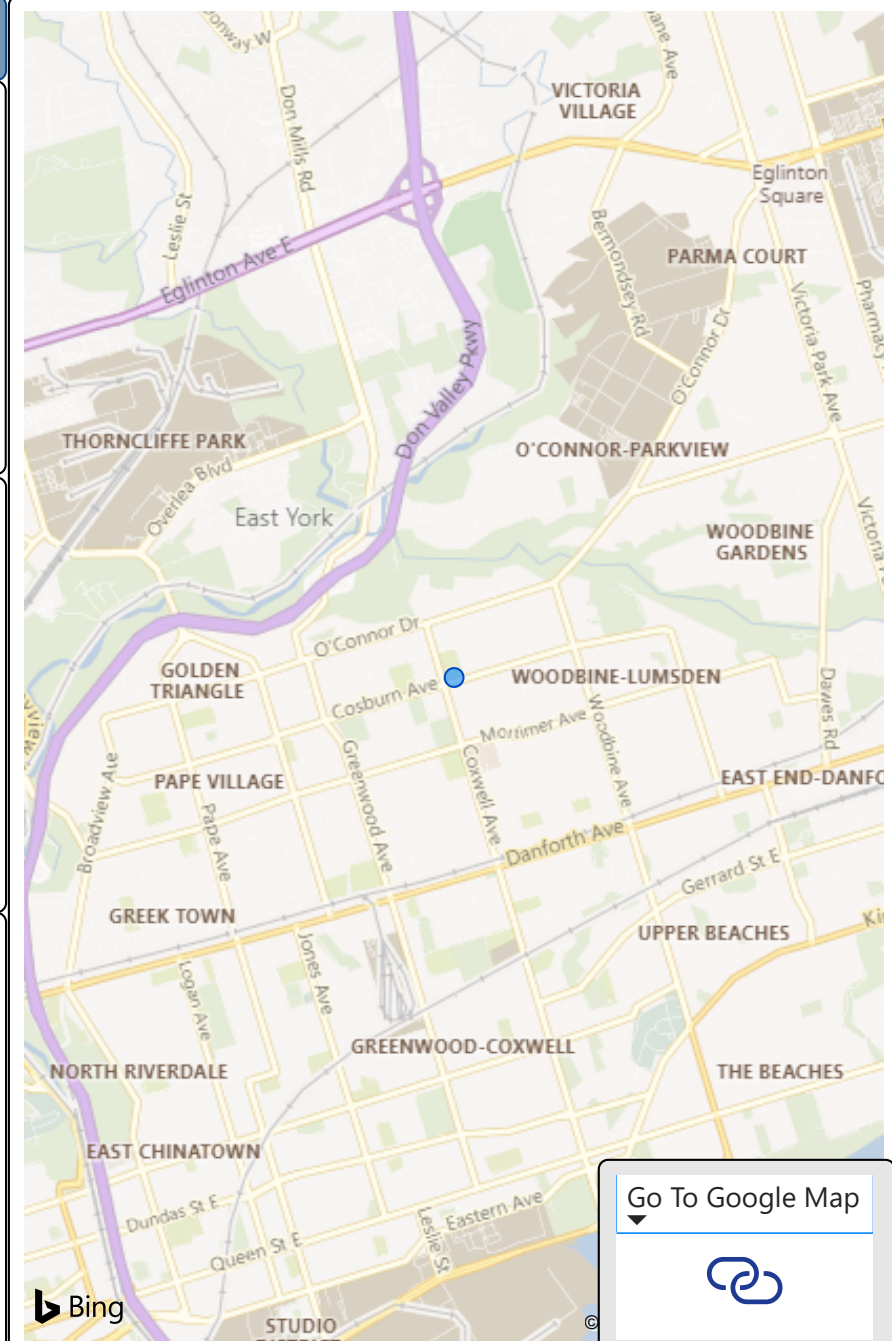 VICTORIA
VILLAGE
Don Mills Rd
Eglinton
Square
Leslie St
Bermondsey Rd
PARMA COURT
Eglinton Ave E
Victoria Park Ave
O'Connor Dr
Don Valley Pkwy
THORNCLIFFE PARK
O'CONNOR-PARKVIEW
Overlea Blvd
East York
WOODBINE
GARDENS
Victoria
O'Connor Dr
GOLDEN
TRIANGLE
WOODBINE-LUMSDEN
Cosburn Ave
Dawes Rd
Mortimer Ave
Woodbine Ave
Greenwood Ave
Coxwell Ave
Broadview Ave
PAPE VILLAGE
EAST END-DANFO
Pape Ave
Danforth Ave
Gerrard St E
GREEK TOWN
UPPER BEACHES
Jones Ave
Logan Ave
GREENWOOD-COXWELL
NORTH RIVERDALE
THE BEACHES
EAST CHINATOWN
Go To Google Map
Dundas St E
Eastern Ave
Leslie St
Queen St E
Bing
©
STUDIO